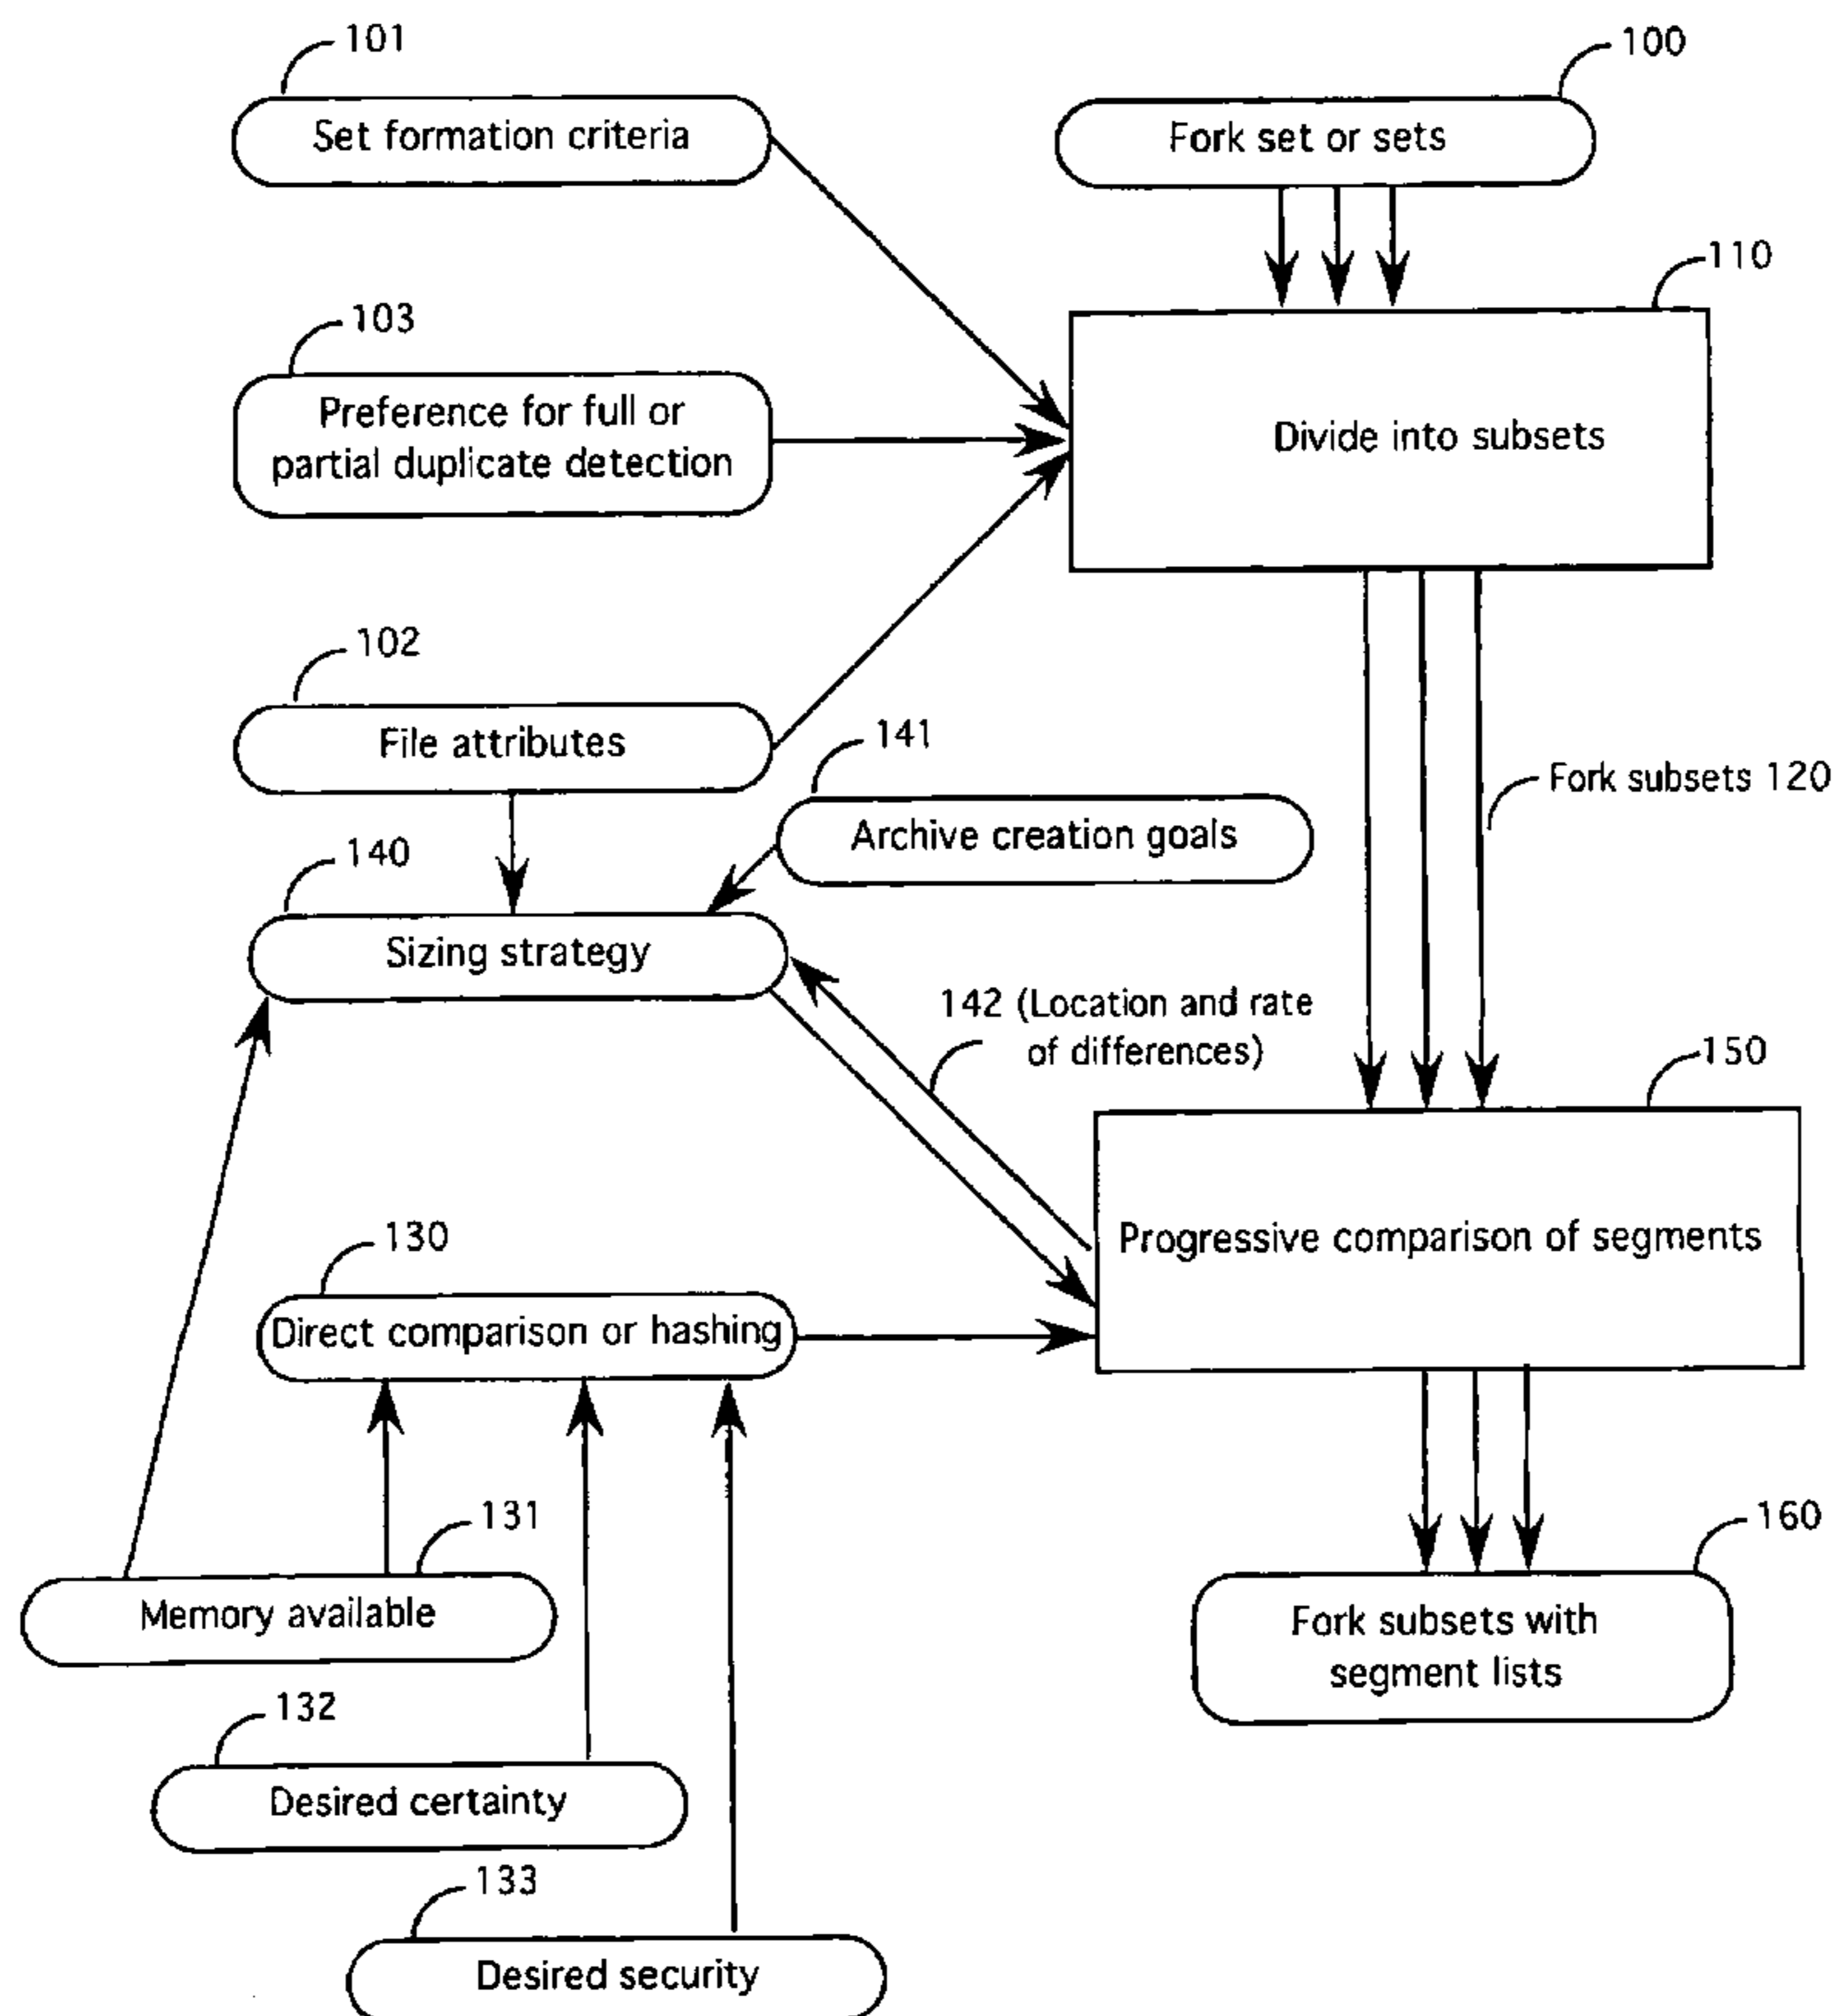 101
100
Set formation criteria
Fork set or sets
110
103
Preference for full or
partial duplicate detection
Divide into subsets
102
File attributes
141
Fork subsets 120
Archive creation goals
140
Sizing strategy
142 (Location and rate
of differences)
150
Progressive comparison of segments
130
Direct comparison or hashing
131
160
Memory available
Fork subsets with
segment lists
132
Desired certainty
133
Desired security